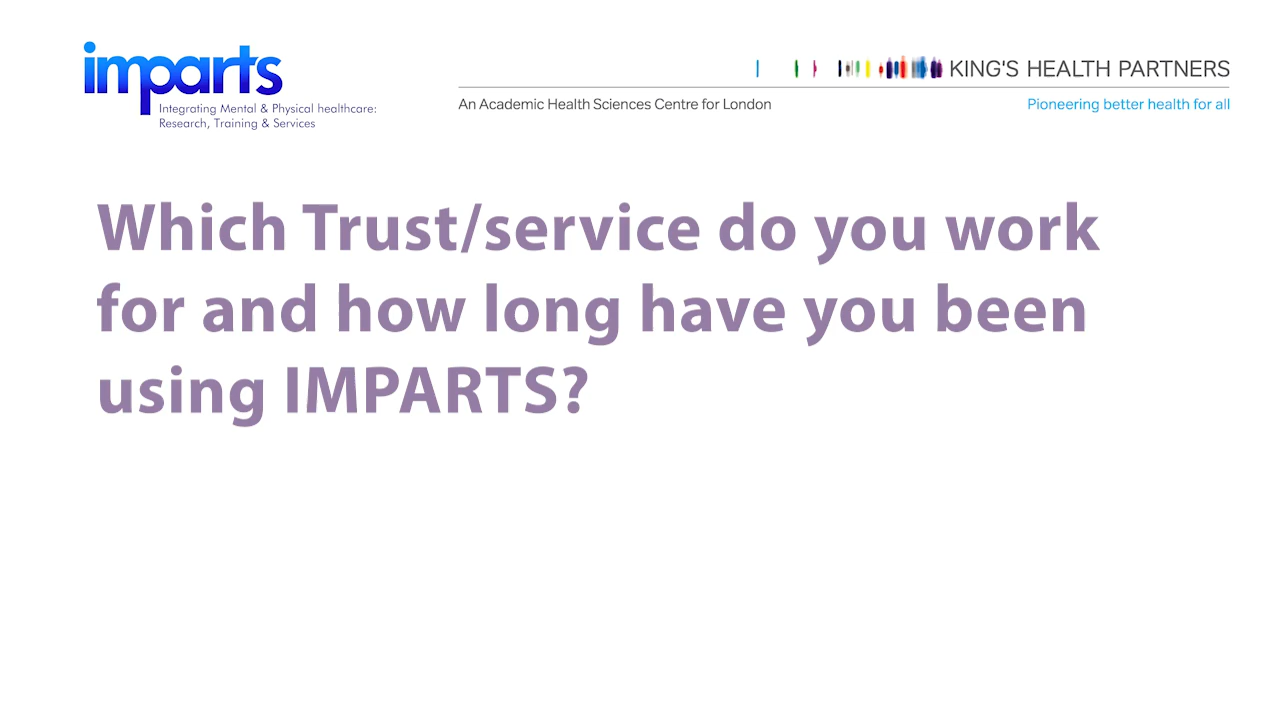 imparts
Integrating Mental & Physical healthcare:
Research, Training & Services
KING'S HEALTH PARTNERS
An Academic Health Sciences Centre for London
Pioneering better health for all
Which Trust/service do you work
for and how long have you been
using IMPARTS?